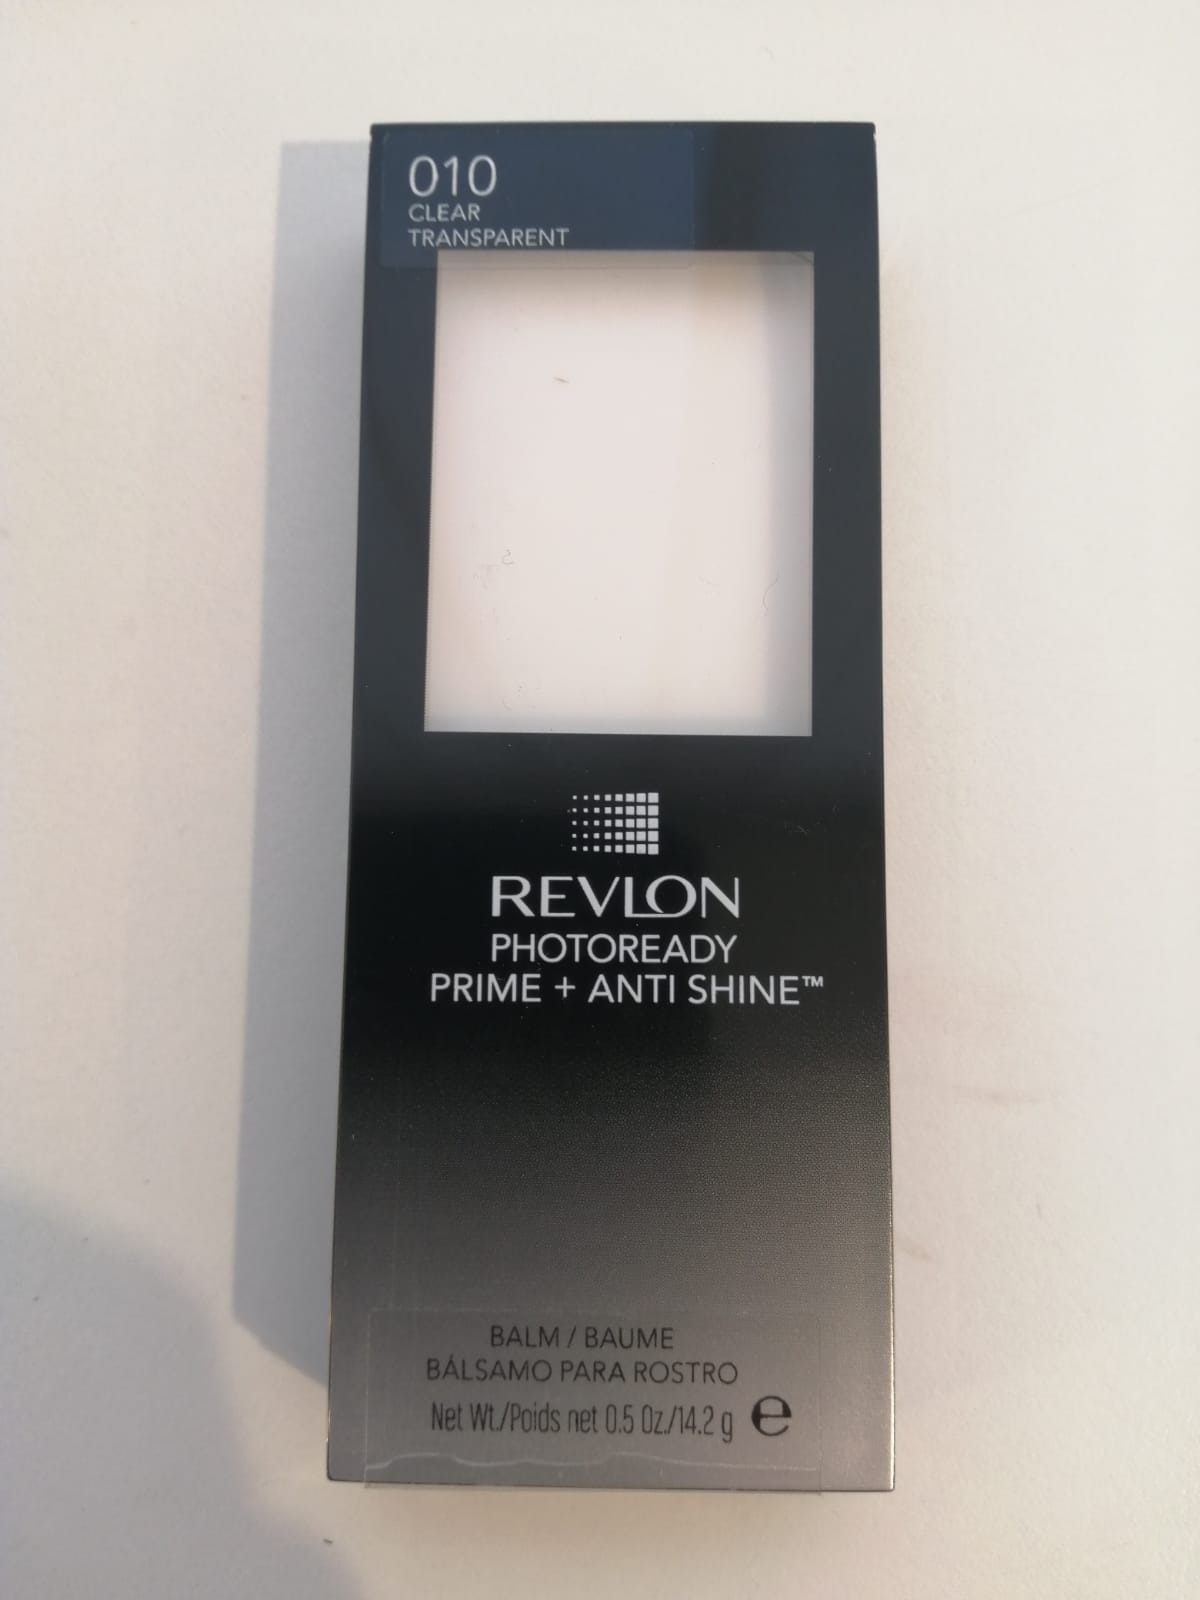 010
CLEAR
TRANSPARENT
REVLON
PHOTOREADY
PRIME + ANTI SHINE™
BALM / BAUME
BÁLSAMO PARA ROSTRO
Net Wt./Poids net 0.5 Oz./14.2 g ℮